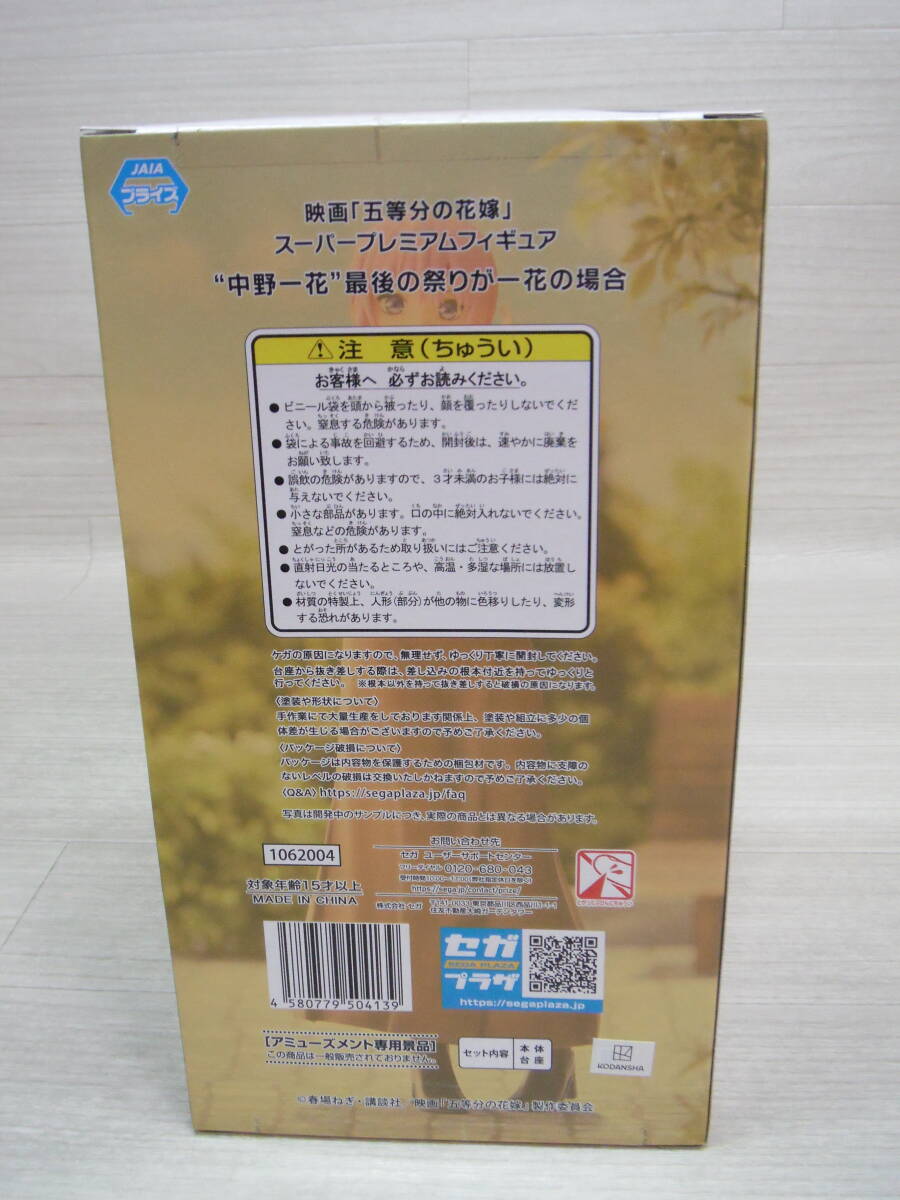 JAIA
プライズ
映画「五等分の花嫁」
スーパープレミアムフィギュア
“中野一花”最後の祭りが一花の場合
注 意(ちゅうい)
お客様へ 必ずお読みください。
● ビニール袋を頭から被ったり、顔を覆ったりしないでくだ
さい。窒息する危険があります。
● 袋による事故を回避するため、開封後は、速やかに廃棄を
お願い致します。
● 誤飲の危険がありますので、3才未満のお子様には絶対に
与えないでください。
● 小さな部品があります。口の中に絶対入れないでください。
窒息などの危険があります。
● とがった所があるため取り扱いにはご注意ください。
● 直射日光の当たるところや、高温・多湿な場所には放置し
ないでください。
● 材質の特製上、人形(部分)が他の物に色移りしたり、変形
する恐れがあります。
ケガの原因になりますので、無理せず、ゆっくり丁寧に開封してください。
台座から抜き差しする際は、差し込みの根本付近を持ってゆっくりと
行ってください。 ※根本以外を持って抜き差しすると破損の原因になります。
〈塗装や形状について〉
手作業にて大量生産をしております関係上、塗装や組立に多少の個
体差が生じる場合がございますので予めご了承ください。
〈パッケージ破損について〉
パッケージは内容物を保護するための梱包材です。内容物に支障の
ないレベルの破損は交換いたしかねますので予めご了承ください。
〈Q&A〉https://segaplaza.jp/faq
写真は開発中のサンプルにつき、実際の商品とは異なる場合があります。
1062004
お問い合わせ先
セガ ユーザーサポートセンター
フリーダイヤル 0120-680-043
https://sega.jp/contact/prize/
株式会社 セガ
住友不動産大崎ガーデンタワー
対象年齢15才以上
MADE IN CHINA
4 580779 504139
セガ
SEGA PLAZA
プラザ
https://segaplaza.jp
[アミューズメント専用景品]
この商品は一般販売されておりません。
セット内容 本体
台座
KODANSHA
©春場ねぎ・講談社/映画「五等分の花嫁」製作委員会